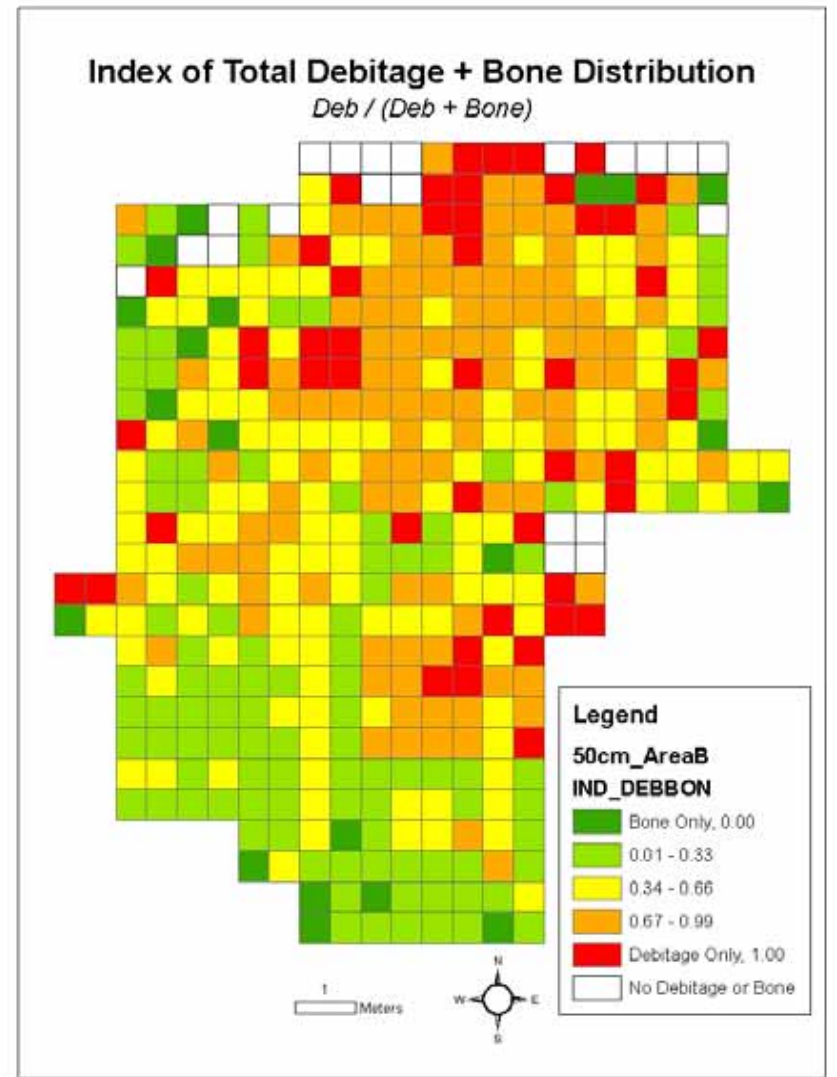 Index of Total Debitage + Bone Distribution
Deb / (Deb + Bone)
Legend
50cm_AreaB
IND_DEBBON
Bone Only, 0.00
0.01 - 0.33
0.34 - 0.66
0.67 - 0.99
Debitage Only, 1.00
No Debitage or Bone
1
Meters
N
W E
S